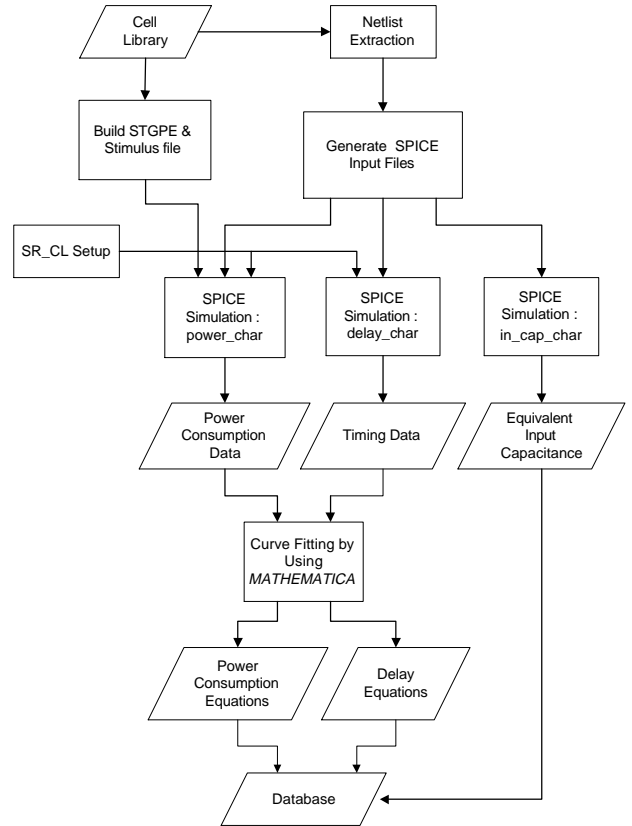 Cell
Library
Netlist
Extraction
Build STGPE &
Stimulus file
Generate SPICE
Input Files
SR_CL Setup
SPICE
Simulation :
power_char
SPICE
Simulation :
delay_char
SPICE
Simulation :
in_cap_char
Power
Consumption
Data
Timing Data
Equivalent
Input
Capacitance
Curve Fitting by
Using
MATHEMATICA
Power
Consumption
Equations
Delay
Equations
Database